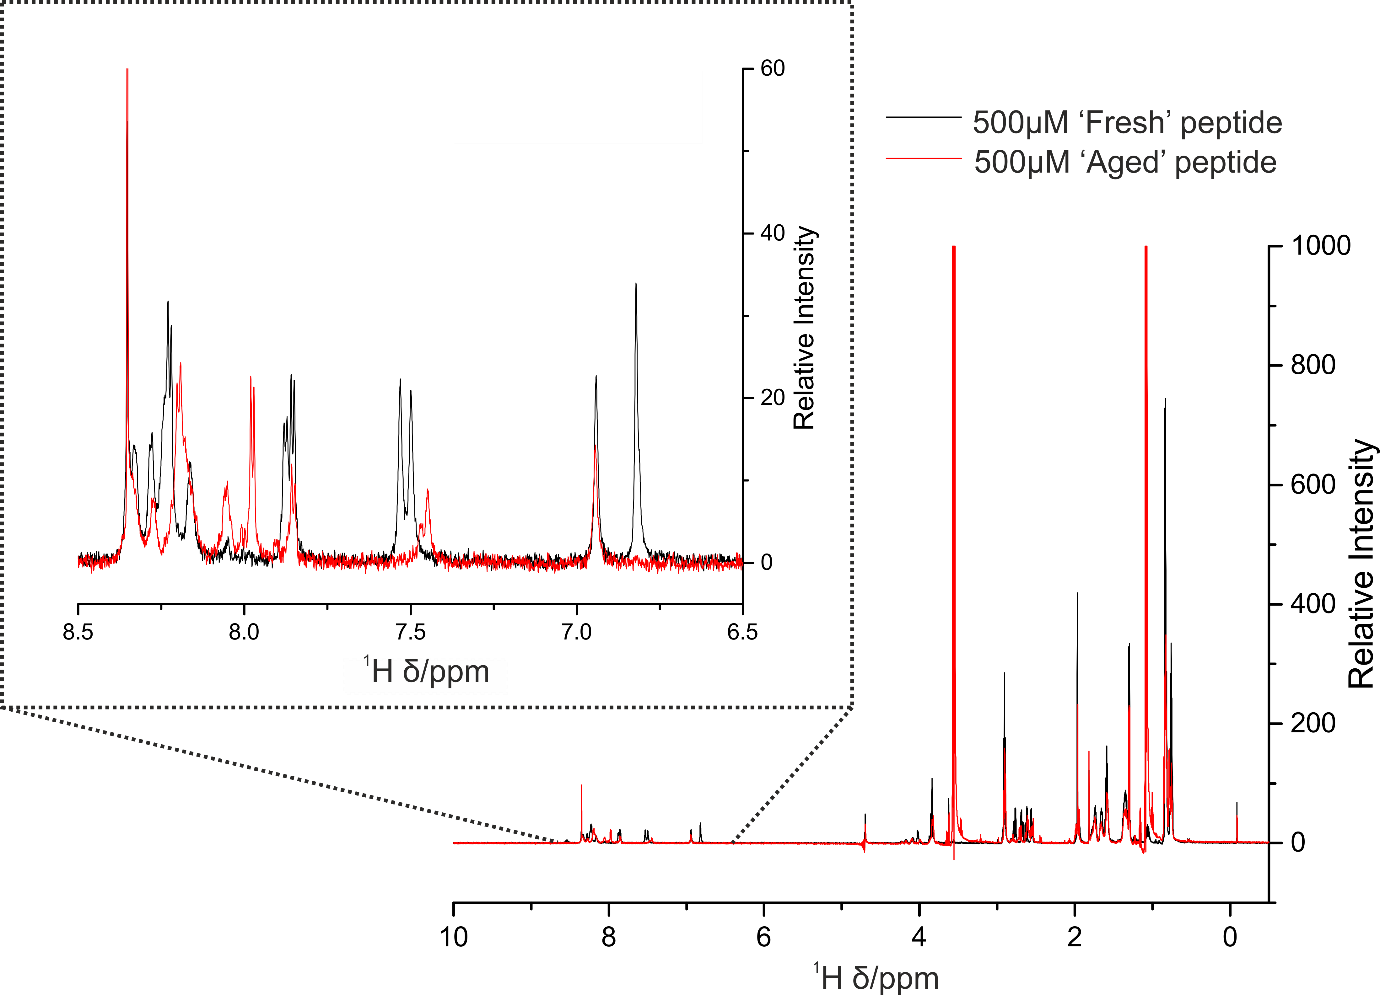 60
40
20
0
Relative Intensity
8.5 8.0 7.5 7.0 6.5
¹H δ/ppm
500µM ‘Fresh’ peptide
500µM ‘Aged’ peptide
1000
800
600
400
200
0
Relative Intensity
10 8 6 4 2 0
¹H δ/ppm